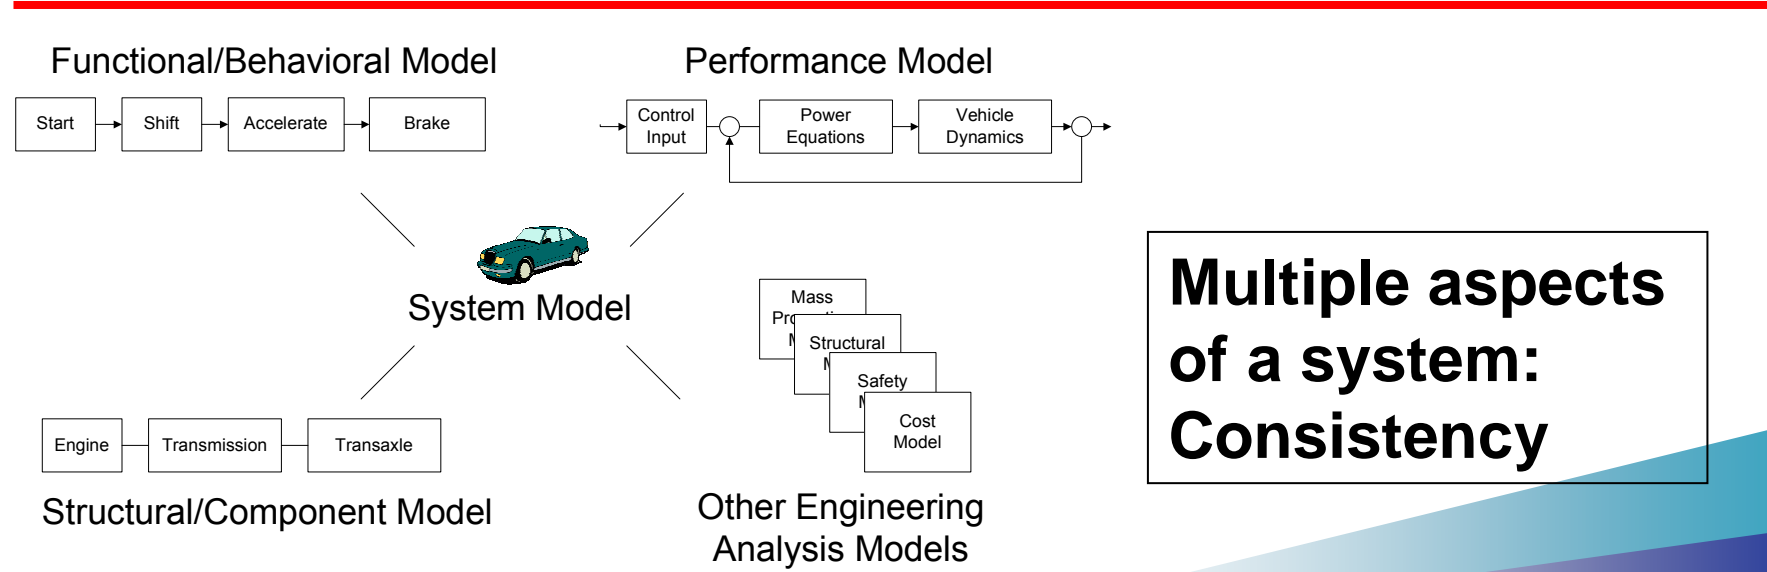 Functional/Behavioral Model
Start
Shift
Accelerate
Brake
Performance Model
Control
Input
Power
Equations
Vehicle
Dynamics
System Model
Engine
Transmission
Transaxle
Structural/Component Model
Mass
Structural
Safety
Cost
Model
Other Engineering
Analysis Models
Multiple aspects
of a system:
Consistency